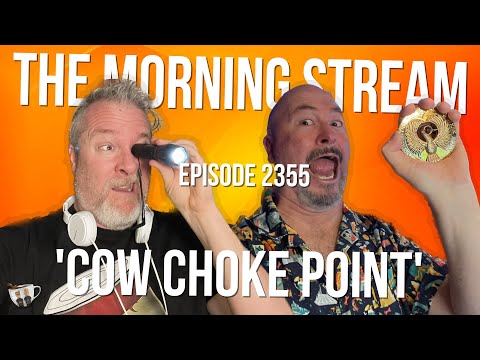 THE MORNING STREAM
EPISODE 2355
'COW CHOKE POINT'